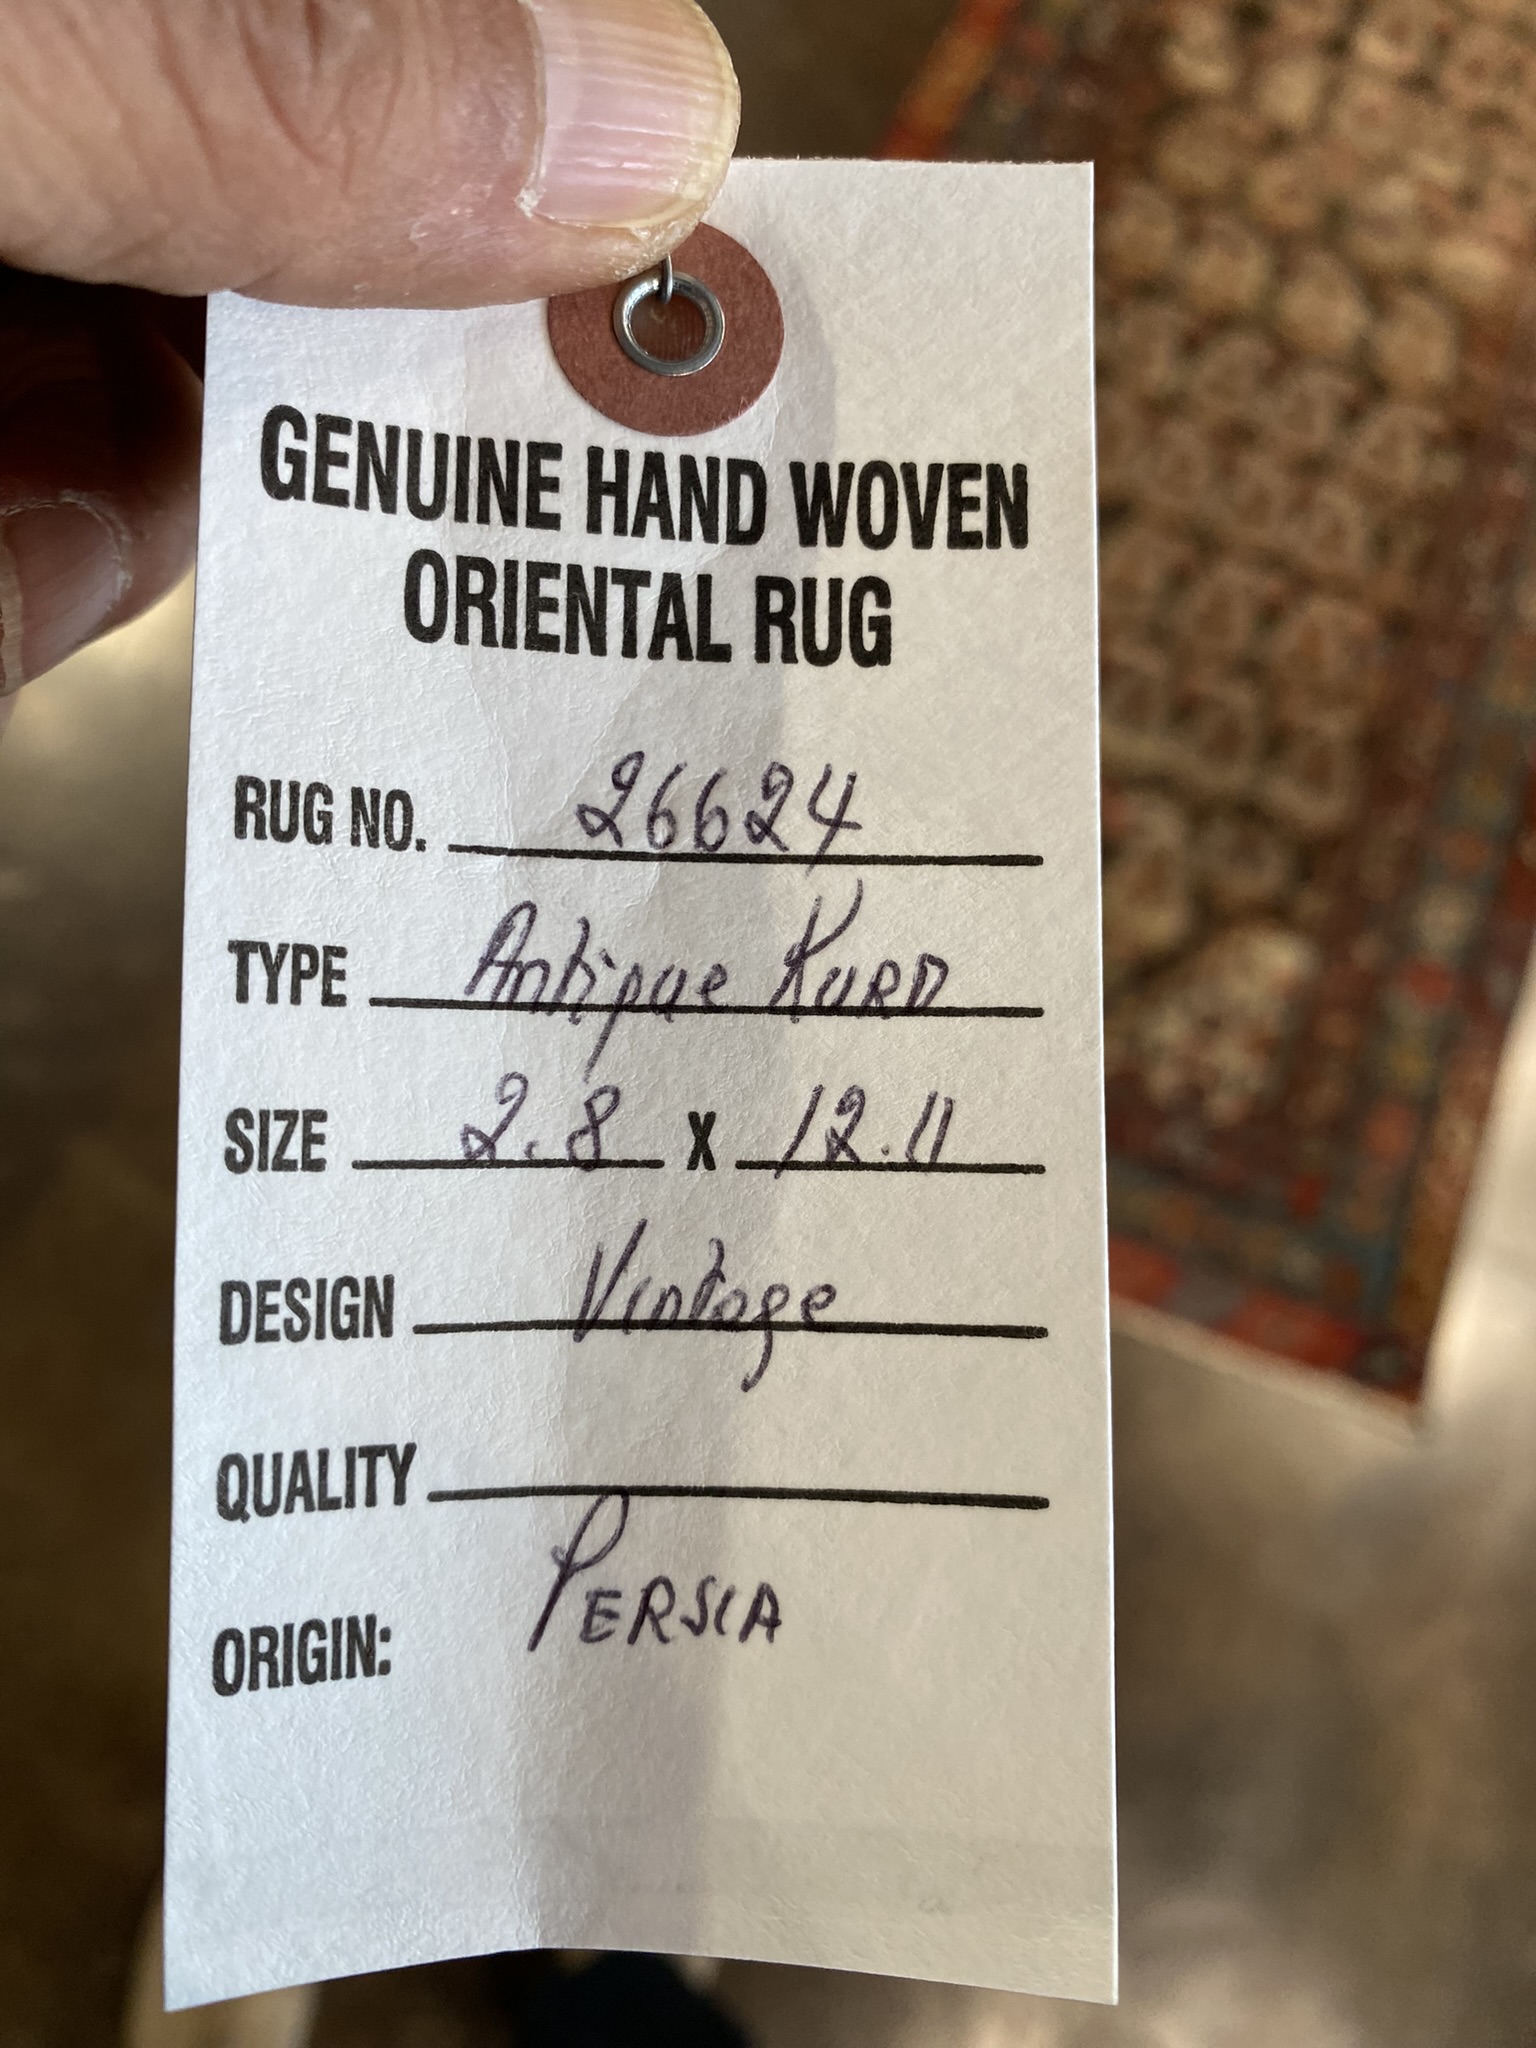 GENUINE HAND WOVEN
ORIENTAL RUG
RUG NO. 26624
TYPE Antique KURD
SIZE 2.8 X 12.11
DESIGN Vintage
QUALITY
ORIGIN: PERSIA